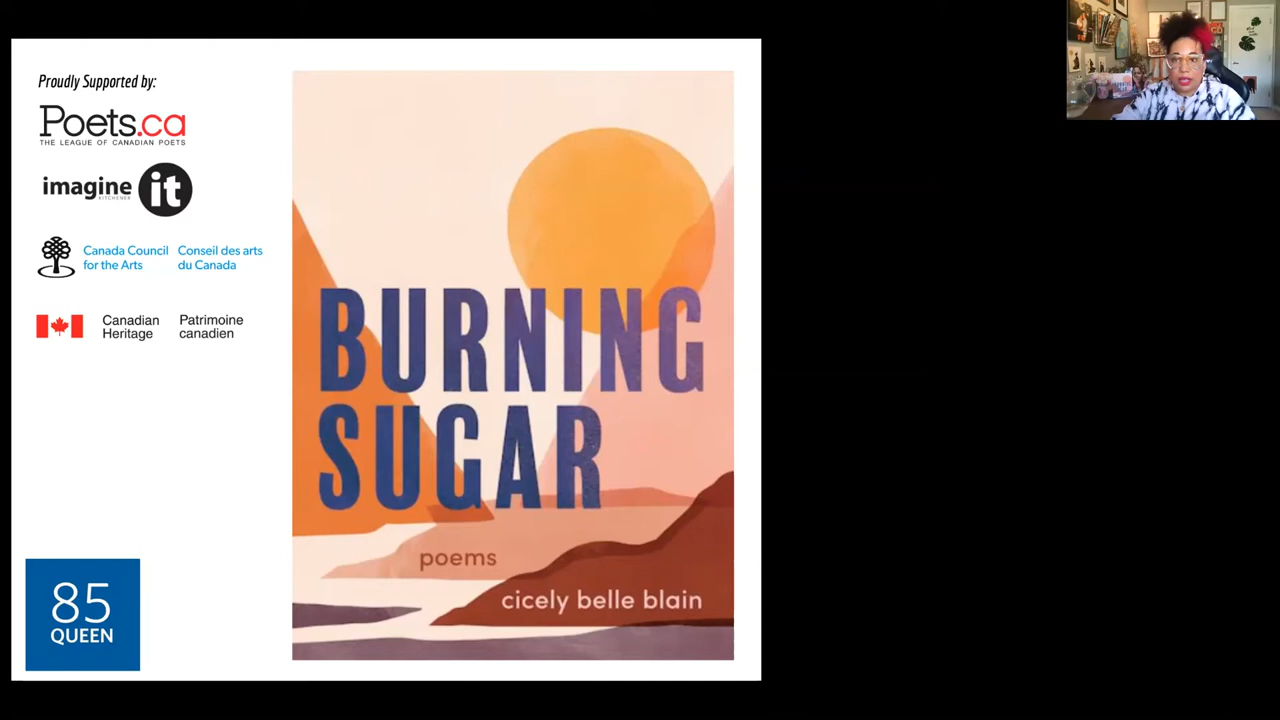 Proudly Supported by:
Poets.ca
THE LEAGUE OF CANADIAN POETS
imagine it
KITCHENER
Canada Council Conseil des arts
for the Arts du Canada
Canadian Patrimoine
Heritage canadien
85
QUEEN
BURNING
SUGAR
poems
cicely belle blain